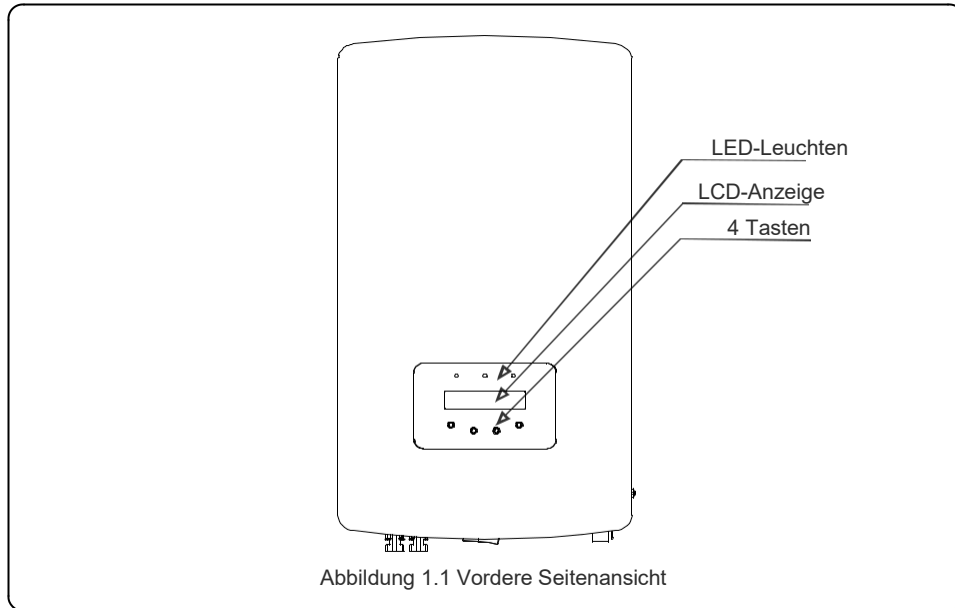 LED-Leuchten
LCD-Anzeige
4 Tasten
Abbildung 1.1 Vordere Seitenansicht